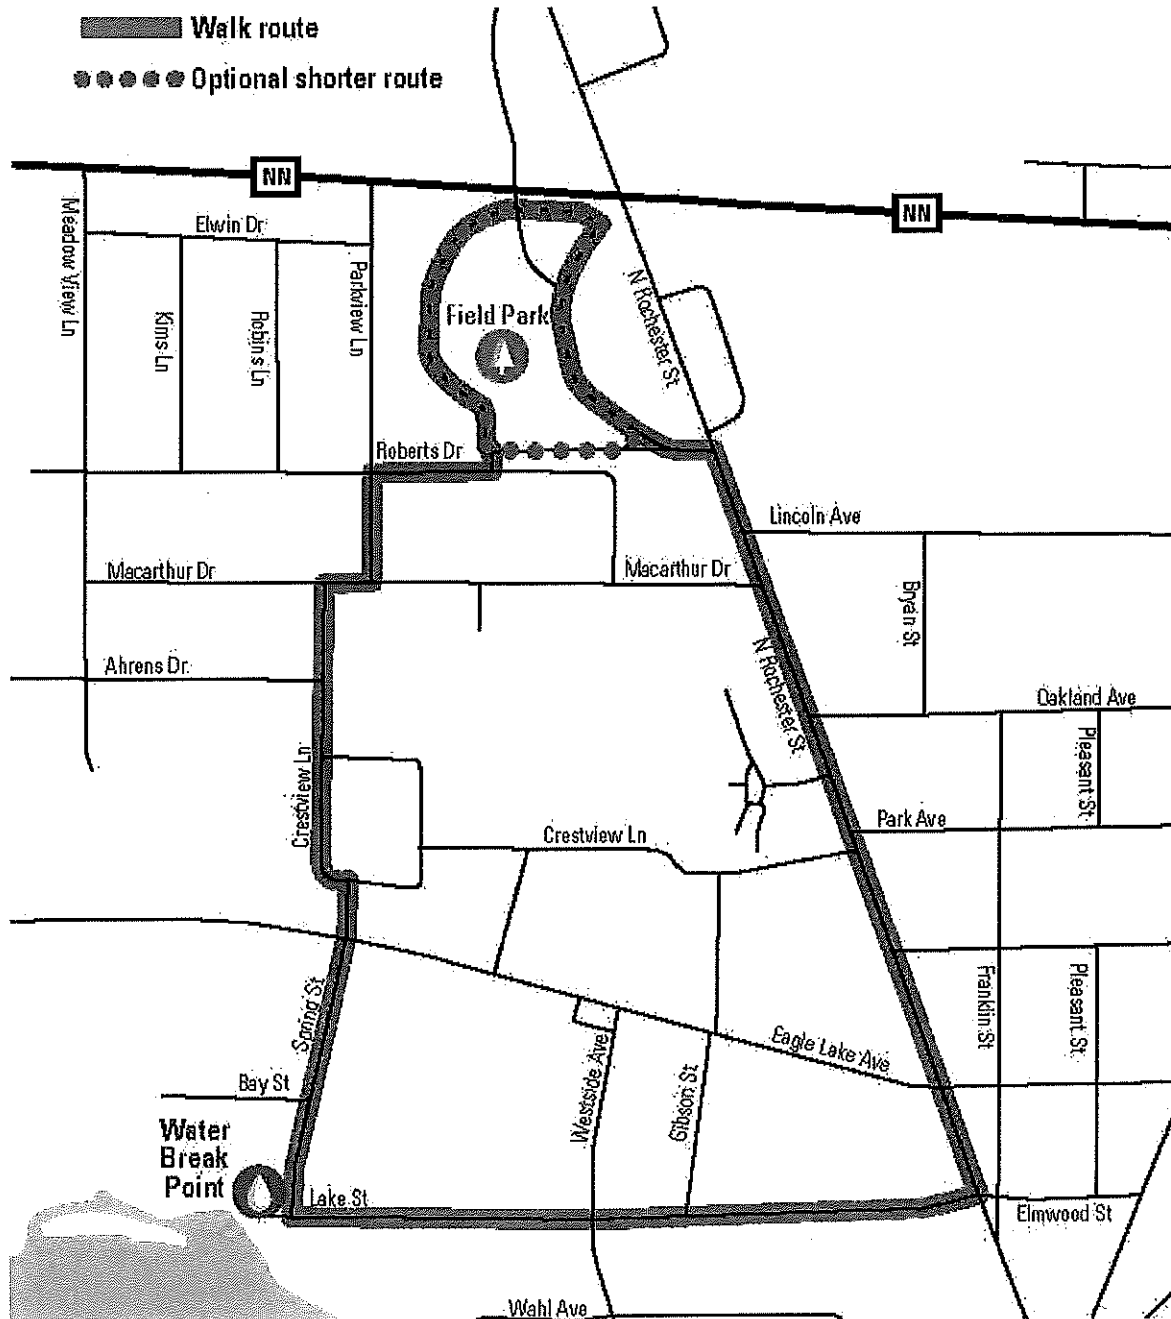 Walk route
Optional shorter route
NN
NN
Meadow View Ln
Elwin Dr
Kims Ln
Robins Ln
Parkview Ln
Field Park
N Rochester St
Roberts Dr
Lincoln Ave
Macarthur Dr
Macarthur Dr
Bryan St
Ahrens Dr
N Rochester St
Oakland Ave
Pleasant St
Crestview Ln
Crestview Ln
Park Ave
Spring St
Franklin St
Pleasant St
Eagle Lake Ave
Westside Ave
Gibson St
Bay St
Water
Break
Point
Lake St
Elmwood St
Wahl Ave